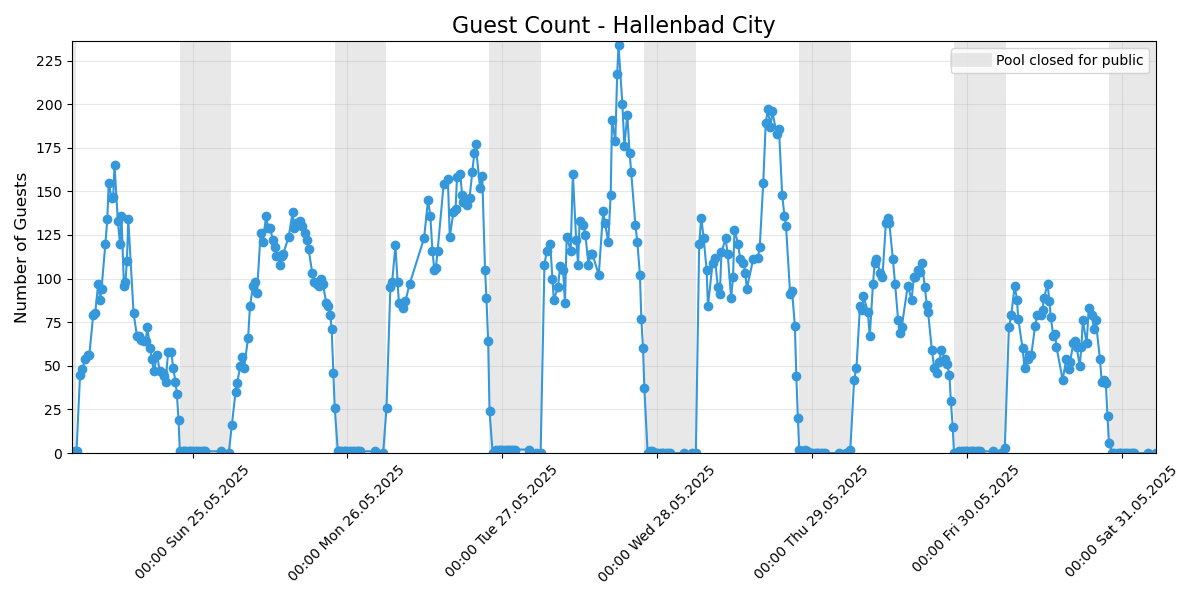 Guest Count - Hallenbad City
Pool closed for public
Number of Guests
225
200
175
150
125
100
75
50
25
0
00:00 Sun 25.05.2025
00:00 Mon 26.05.2025
00:00 Tue 27.05.2025
00:00 Wed 28.05.2025
00:00 Thu 29.05.2025
00:00 Fri 30.05.2025
00:00 Sat 31.05.2025